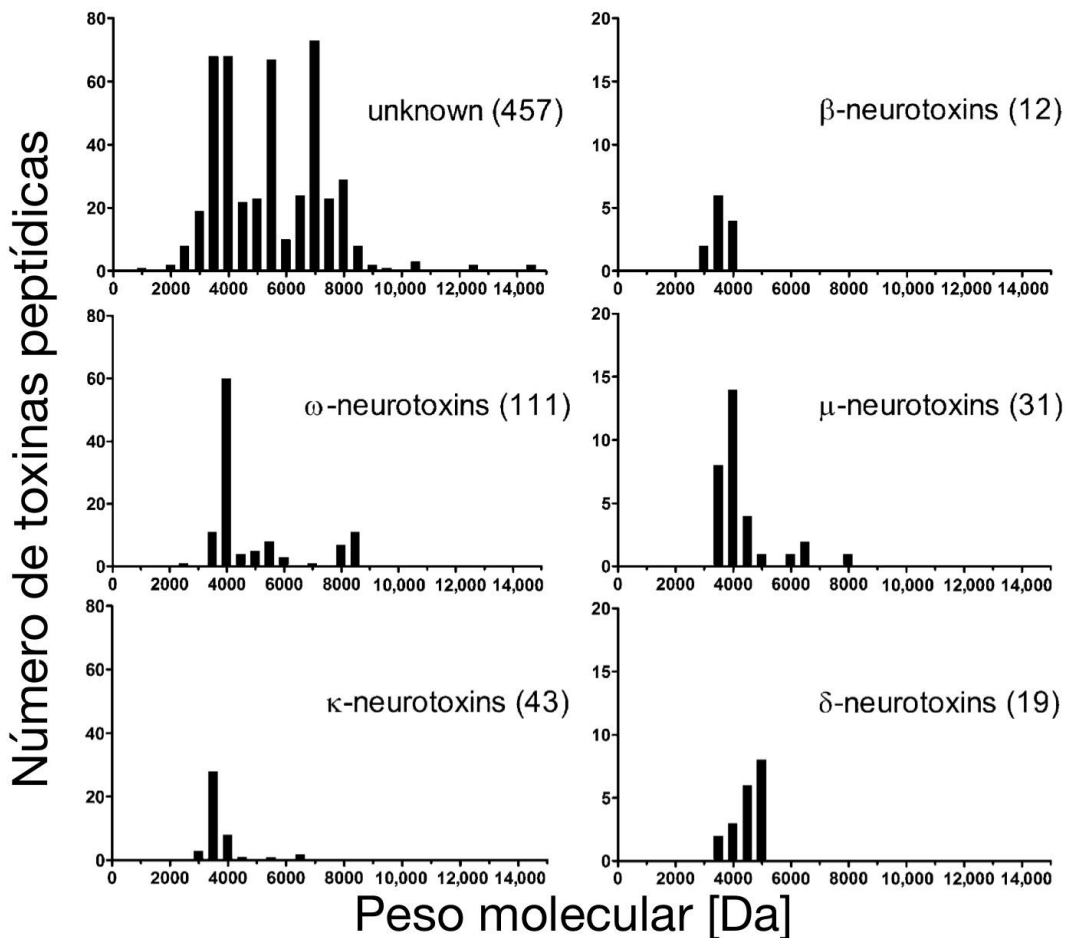 Número de toxinas peptídicas
80
60
40
20
0
0 2000 4000 6000 8000 10,000 12,000 14,000
unknown (457)
20
15
10
5
0
0 2000 4000 6000 8000 10,000 12,000 14,000
β-neurotoxins (12)
80
60
40
20
0
0 2000 4000 6000 8000 10,000 12,000 14,000
ω-neurotoxins (111)
20
15
10
5
0
0 2000 4000 6000 8000 10,000 12,000 14,000
μ-neurotoxins (31)
80
60
40
20
0
0 2000 4000 6000 8000 10,000 12,000 14,000
κ-neurotoxins (43)
20
15
10
5
0
0 2000 4000 6000 8000 10,000 12,000 14,000
δ-neurotoxins (19)
Peso molecular [Da]